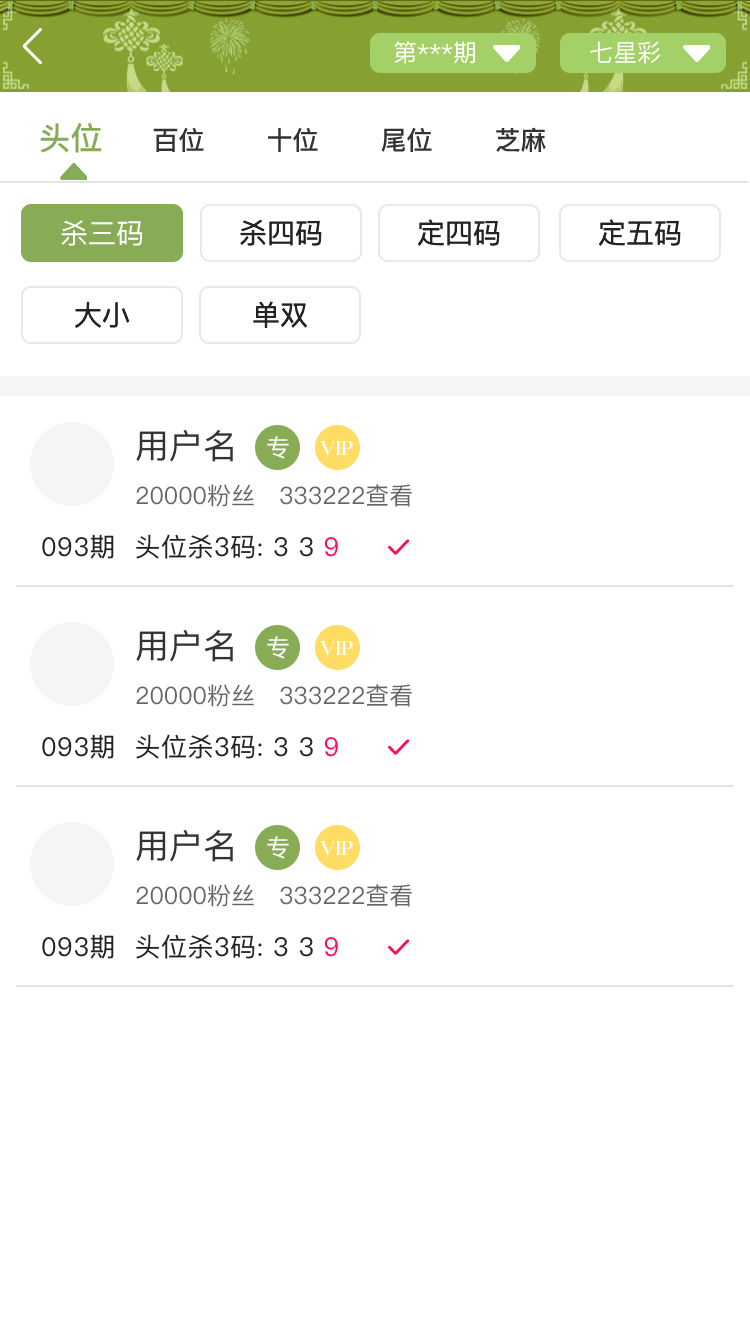 第***期 七星彩
头位 百位 十位 尾位 芝麻
杀三码 杀四码 定四码 定五码
大小 单双
用户名 专 VIP
20000粉丝 333222查看
093期 头位杀3码: 3 3 9
用户名 专 VIP
20000粉丝 333222查看
093期 头位杀3码: 3 3 9
用户名 专 VIP
20000粉丝 333222查看
093期 头位杀3码: 3 3 9